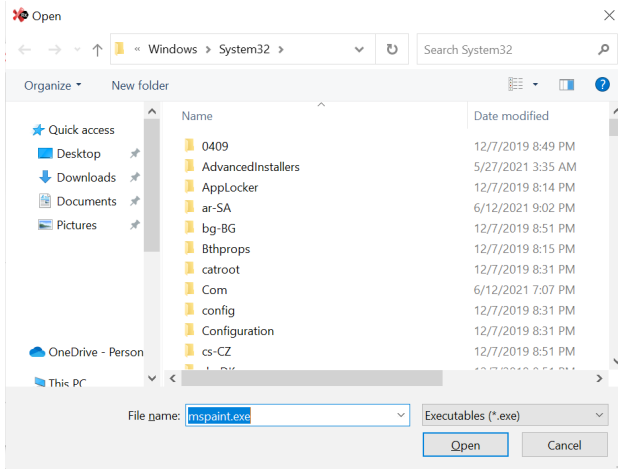 Open
« Windows > System32 >
Search System32
Organize
New folder
Name
Date modified
Quick access
Desktop
Downloads
Documents
Pictures
OneDrive - Person
This PC
0409 12/7/2019 8:49 PM
AdvancedInstallers 5/27/2021 3:35 AM
AppLocker 12/7/2019 8:14 PM
ar-SA 6/12/2021 9:02 PM
bg-BG 12/7/2019 8:51 PM
Bthprops 12/7/2019 8:15 PM
catroot 12/7/2019 8:31 PM
Com 6/12/2021 7:07 PM
config 12/7/2019 8:31 PM
Configuration 12/7/2019 8:31 PM
cs-CZ 12/7/2019 8:51 PM
File name: mspaint.exe
Executables (*.exe)
Open
Cancel